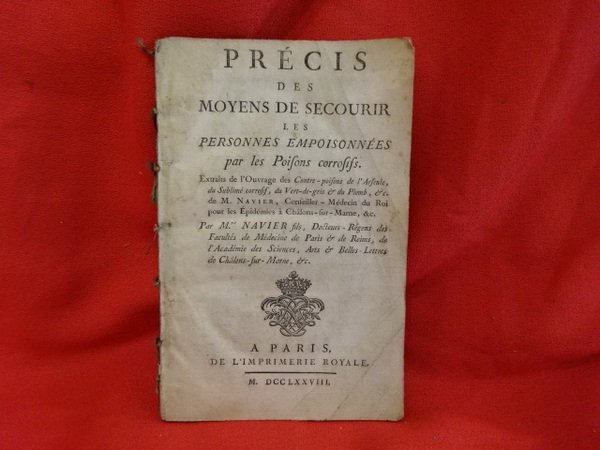 PRÉCIS
DES
MOYENS DE SECOURIR
LES
PERSONNES EMPOISONNÉES
par les Poiſons corroſifs.
Extraits de l'Ouvrage des Contre-poiſons de l'Arſenic,
du Sublimé corroſif, du Vert-de-gris & du Plomb, &c.
de M. NAVIER, Conſeiller-Médecin du Roi
pour les Épidémies à Châlons-ſur-Marne, &c.
Par M.rs NAVIER fils, Docteurs-Régens des
Facultés de Médecine de Paris & de Reims, de
l'Académie des Sciences, Arts & Belles-Lettres
de Châlons-ſur-Marne, &c.
A PARIS,
DE L'IMPRIMERIE ROYALE.
M. DCCLXXVIII.